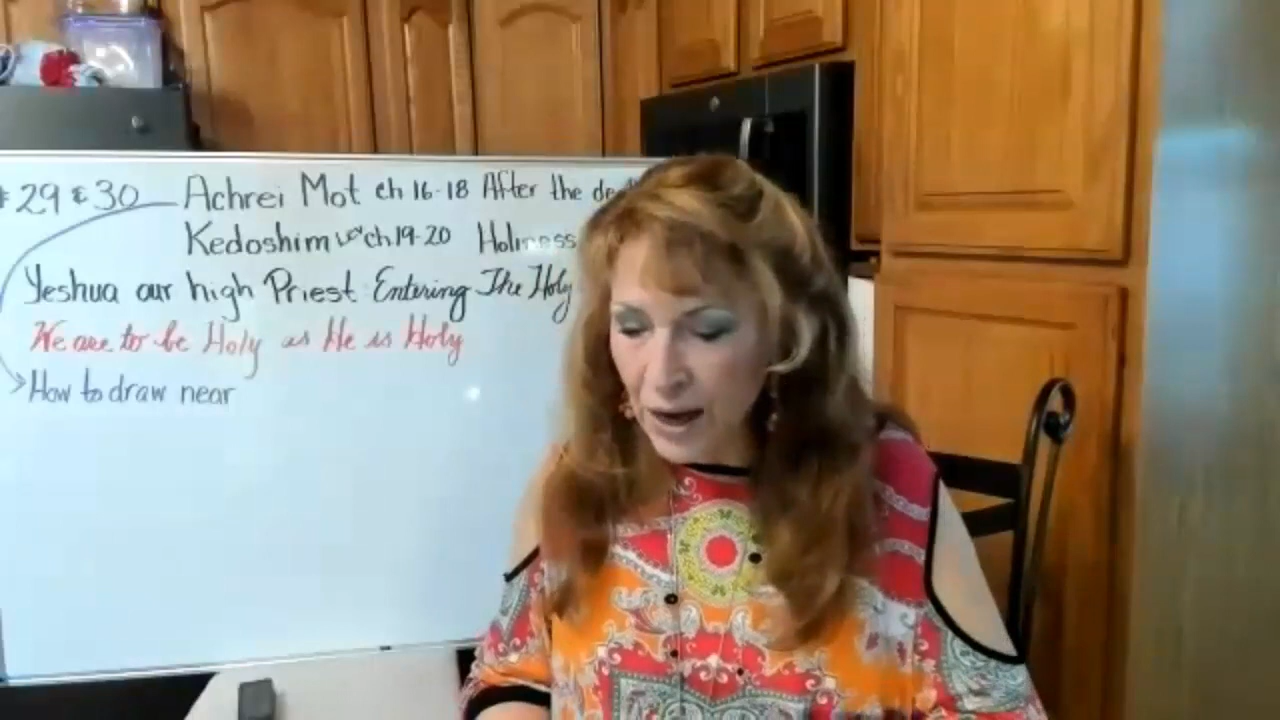 #29 & 30 Achrei Mot ch 16-18 After the
Kedoshim ch 19-20 Holiness
Yeshua our high Priest Entering The Holy
We are to be Holy as He is Holy
How to draw near